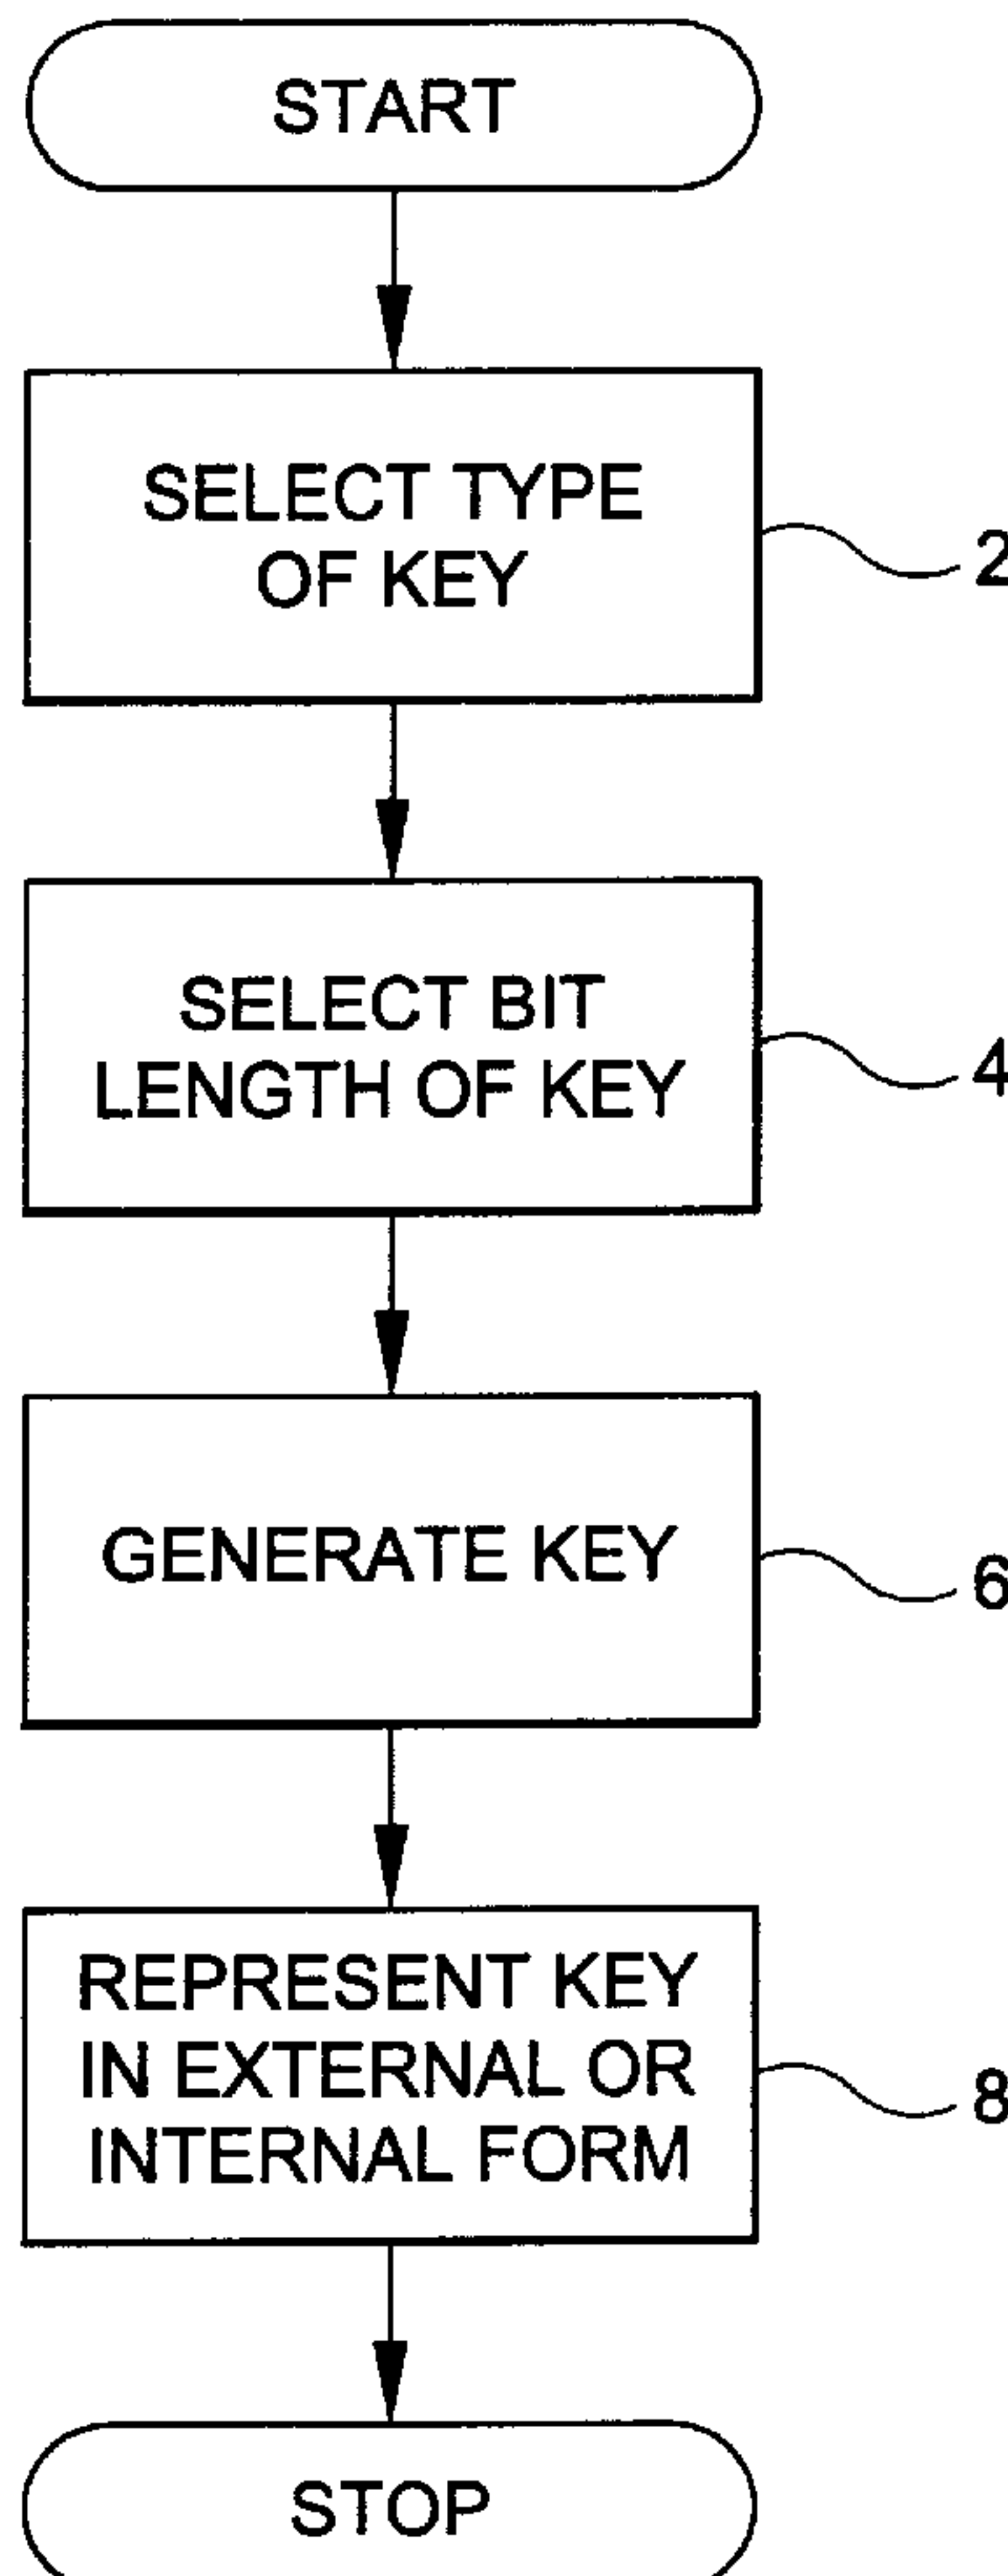 START
SELECT TYPE
OF KEY
2
SELECT BIT
LENGTH OF KEY
4
GENERATE KEY
6
REPRESENT KEY
IN EXTERNAL OR
INTERNAL FORM
8
STOP